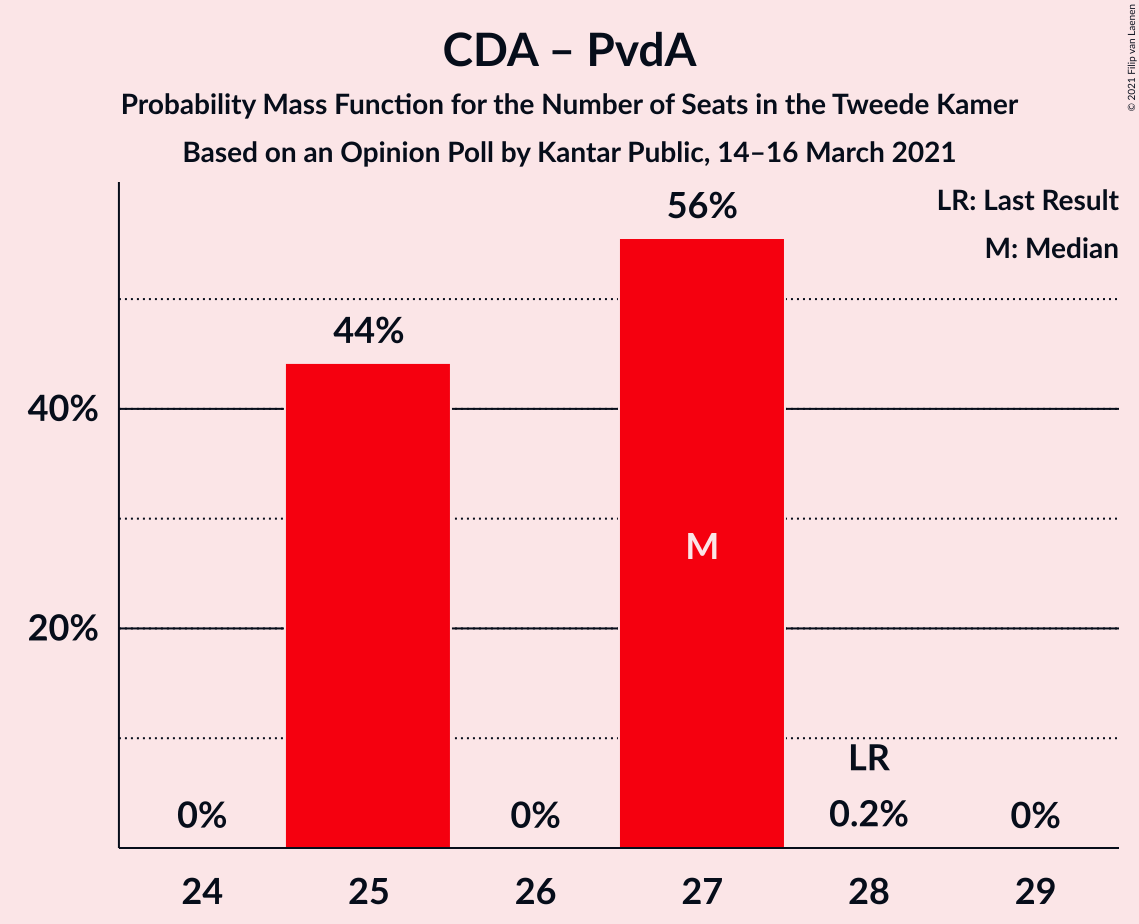 CDA – PvdA
Probability Mass Function for the Number of Seats in the Tweede Kamer
Based on an Opinion Poll by Kantar Public, 14–16 March 2021
© 2021 Filip van Laenen
LR: Last Result
M: Median
56%
44%
40%
M
20%
LR
0%
0%
0.2%
0%
24
25
26
27
28
29